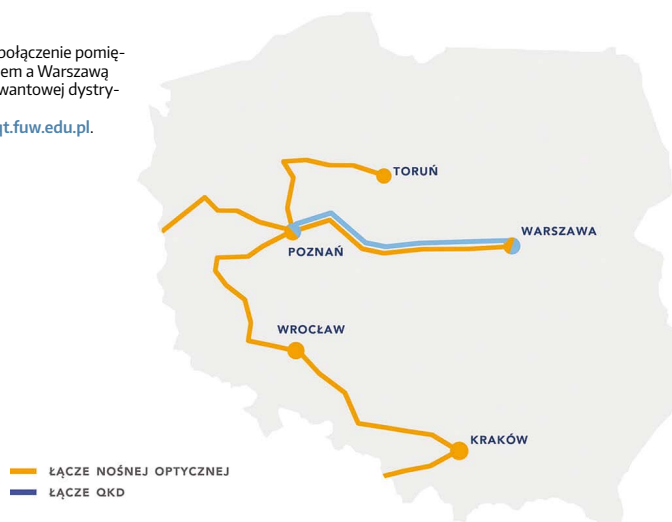 połączenie pomię-
em a Warszawą
wantowej dystry-
qt.fuw.edu.pl.
TORUŃ
WARSZAWA
POZNAŃ
WROCŁAW
KRAKÓW
ŁĄCZE NOŚNEJ OPTYCZNEJ
ŁĄCZE QKD